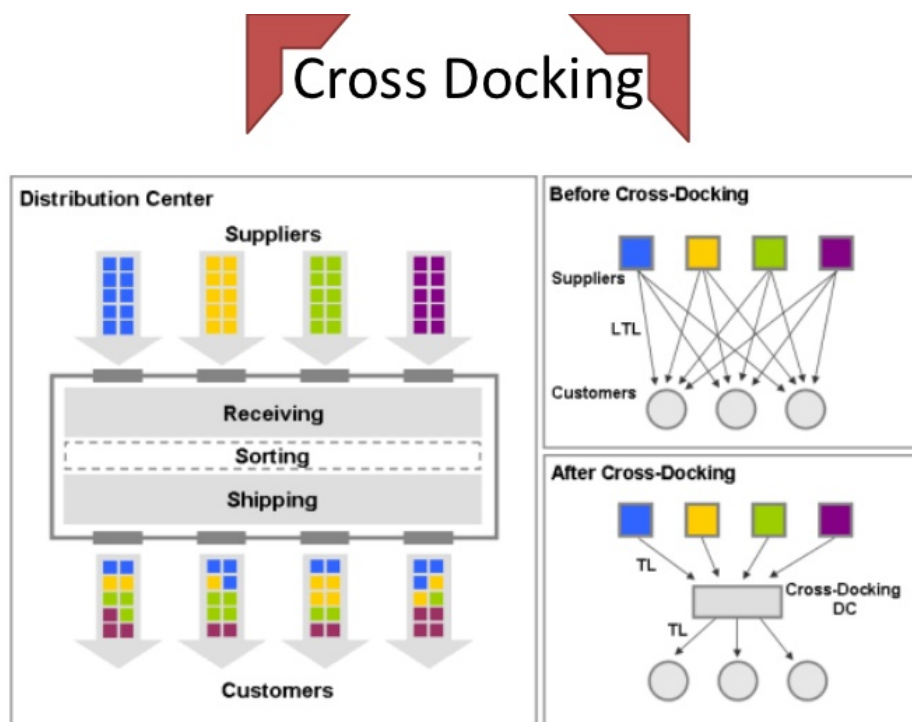 Cross Docking
Distribution Center
Suppliers
Receiving
Sorting
Shipping
Customers
Before Cross-Docking
Suppliers
LTL
Customers
After Cross-Docking
TL
Cross-Docking
DC
TL